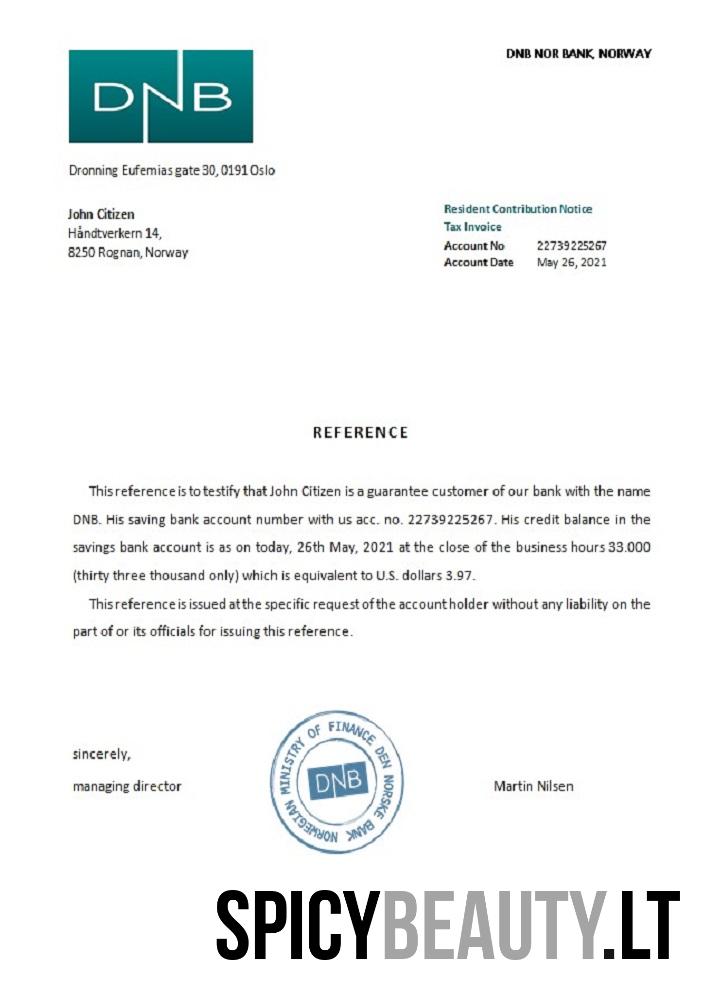 DNB NOR BANK, NORWAY
DNB
Dronning Eufemias gate 30, 0191 Oslo
John Citizen
Håndtverkern 14,
8250 Rognan, Norway
Resident Contribution Notice
Tax Invoice
Account No 22739225267
Account Date May 26, 2021
REFERENCE
This reference is to testify that John Citizen is a guarantee customer of our bank with the name
DNB. His saving bank account number with us acc. no. 22739225267. His credit balance in the
savings bank account is as on today, 26th May, 2021 at the close of the business hours 33.000
(thirty three thousand only) which is equivalent to U.S. dollars 3.97.
This reference is issued at the specific request of the account holder without any liability on the
part of or its officials for issuing this reference.
sincerely,
managing director
NORWEGIAN MINISTRY OF FINANCE DEN NORSKE BANK
DNB
Martin Nilsen
SPICYBEAUTY.LT